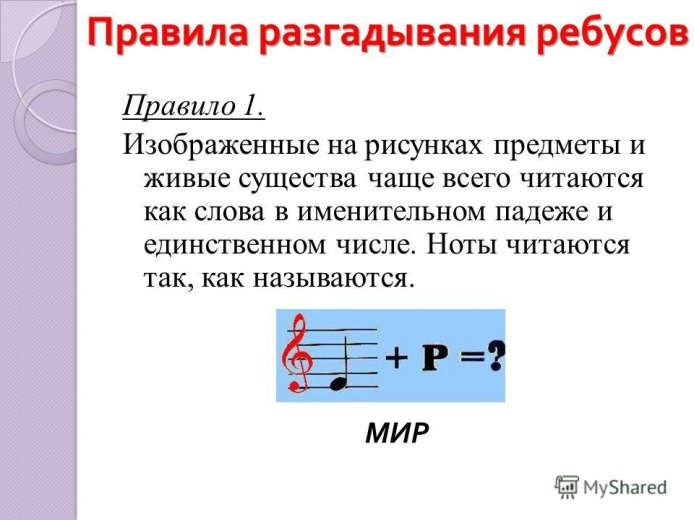 Правила разгадывания ребусов
Правило 1.
Изображенные на рисунках предметы и
живые существа чаще всего читаются
как слова в именительном падеже и
единственном числе. Ноты читаются
так, как называются.
+ Р =?
МИР
MyShared